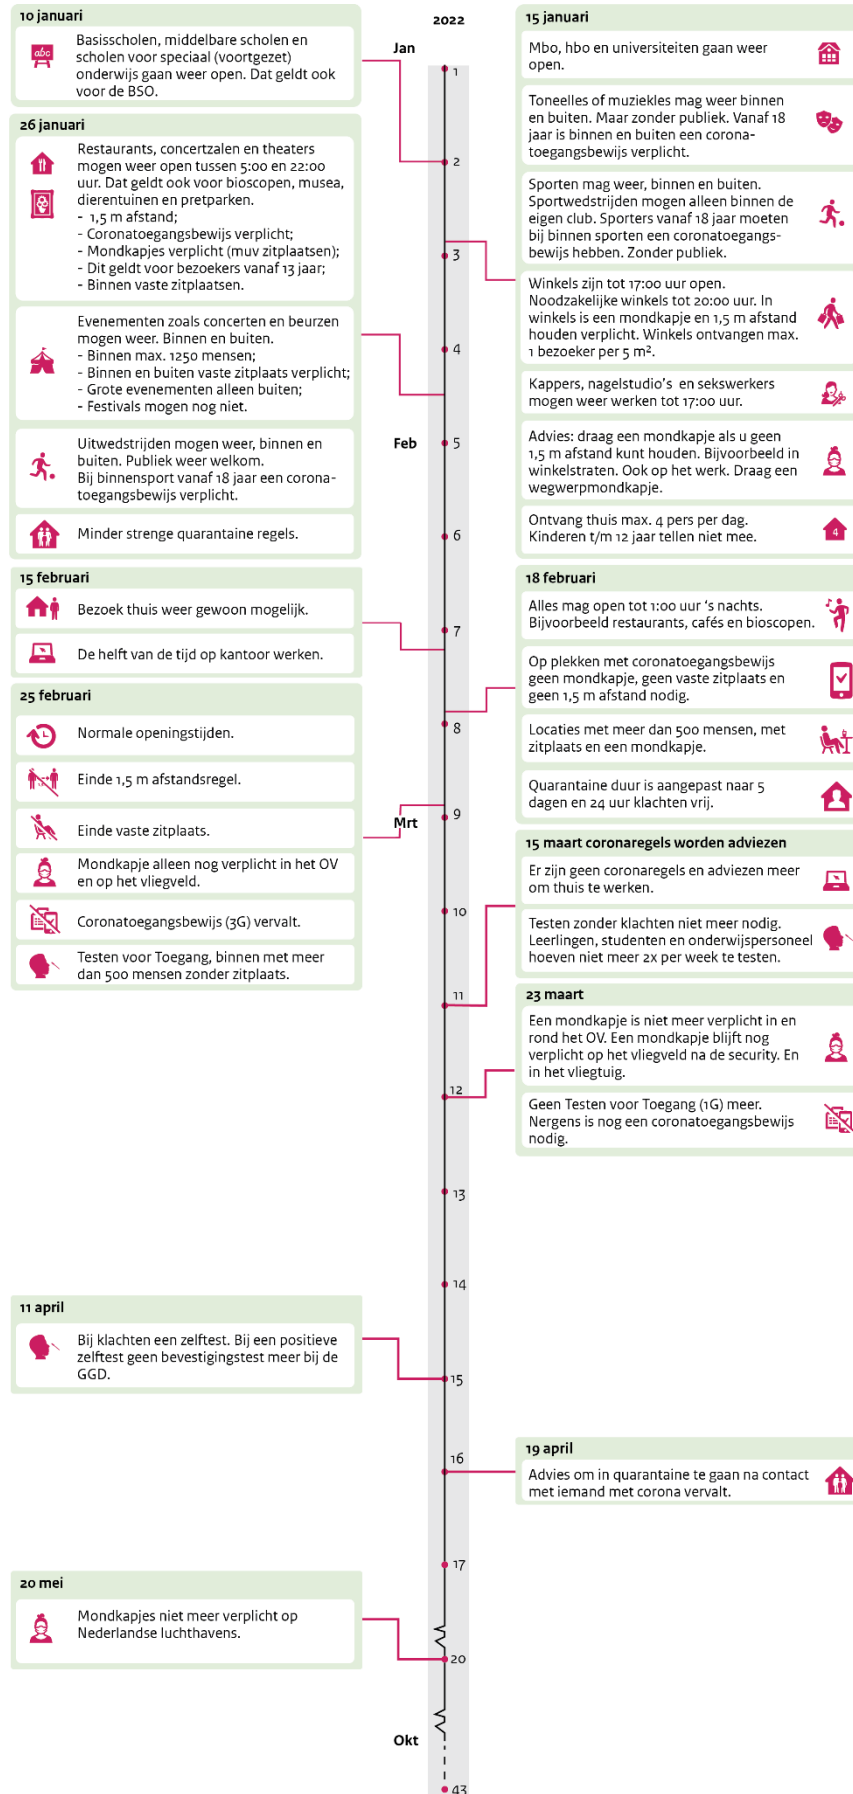 2022
Jan
10 januari
abc
Basisscholen, middelbare scholen en
scholen voor speciaal (voortgezet)
onderwijs gaan weer open. Dat geldt ook
voor de BSO.
15 januari
Mbo, hbo en universiteiten gaan weer
open.
Toneelles of muziekles mag weer binnen
en buiten. Maar zonder publiek. Vanaf 18
jaar is binnen en buiten een corona-
toegangsbewijs verplicht.
Sporten mag weer, binnen en buiten.
Sportwedstrijden mogen alleen binnen de
eigen club. Sporters vanaf 18 jaar moeten
bij binnen sporten een coronatoegangs-
bewijs hebben. Zonder publiek.
Winkels zijn tot 17:00 uur open.
Noodzakelijke winkels tot 20:00 uur. In
winkels is een mondkapje en 1,5 m afstand
houden verplicht. Winkels ontvangen max.
1 bezoeker per 5 m².
Kappers, nagelstudio's en sekswerkers
mogen weer werken tot 17:00 uur.
Advies: draag een mondkapje als u geen
1,5 m afstand kunt houden. Bijvoorbeeld in
winkelstraten. Ook op het werk. Draag een
wegwerpmondkapje.
Ontvang thuis max. 4 pers per dag.
Kinderen t/m 12 jaar tellen niet mee.
4
26 januari
Restaurants, concertzalen en theaters
mogen weer open tussen 5:00 en 22:00
uur. Dat geldt ook voor bioscopen, musea,
dierentuinen en pretparken.
- 1,5 m afstand;
- Coronatoegangsbewijs verplicht;
- Mondkapjes verplicht (muv zitplaatsen);
- Dit geldt voor bezoekers vanaf 13 jaar;
- Binnen vaste zitplaatsen.
Evenementen zoals concerten en beurzen
mogen weer. Binnen en buiten.
- Binnen max. 1250 mensen;
- Binnen en buiten vaste zitplaats verplicht;
- Grote evenementen alleen buiten;
- Festivals mogen nog niet.
Uitwedstrijden mogen weer, binnen en
buiten. Publiek weer welkom.
Bij binnensport vanaf 18 jaar een corona-
toegangsbewijs verplicht.
Minder strenge quarantaine regels.
1
2
3
4
Feb
5
6
7
8
Mrt
9
10
11
12
13
14
15
16
17
20
Okt
43
15 februari
Bezoek thuis weer gewoon mogelijk.
De helft van de tijd op kantoor werken.
18 februari
Alles mag open tot 1:00 uur 's nachts.
Bijvoorbeeld restaurants, cafés en bioscopen.
Op plekken met coronatoegangsbewijs
geen mondkapje, geen vaste zitplaats en
geen 1,5 m afstand nodig.
Locaties met meer dan 500 mensen, met
zitplaats en een mondkapje.
Quarantaine duur is aangepast naar 5
dagen en 24 uur klachten vrij.
25 februari
Normale openingstijden.
Einde 1,5 m afstandsregel.
Einde vaste zitplaats.
Mondkapje alleen nog verplicht in het OV
en op het vliegveld.
Coronatoegangsbewijs (3G) vervalt.
Testen voor Toegang, binnen met meer
dan 500 mensen zonder zitplaats.
15 maart coronaregels worden adviezen
Er zijn geen coronaregels en adviezen meer
om thuis te werken.
Testen zonder klachten niet meer nodig.
Leerlingen, studenten en onderwijspersoneel
hoeven niet meer 2x per week te testen.
23 maart
Een mondkapje is niet meer verplicht in en
rond het OV. Een mondkapje blijft nog
verplicht op het vliegveld na de security. En
in het vliegtuig.
Geen Testen voor Toegang (1G) meer.
Nergens is nog een coronatoegangsbewijs
nodig.
11 april
Bij klachten een zelftest. Bij een positieve
zelftest geen bevestigingstest meer bij de
GGD.
19 april
Advies om in quarantaine te gaan na contact
met iemand met corona vervalt.
20 mei
Mondkapjes niet meer verplicht op
Nederlandse luchthavens.